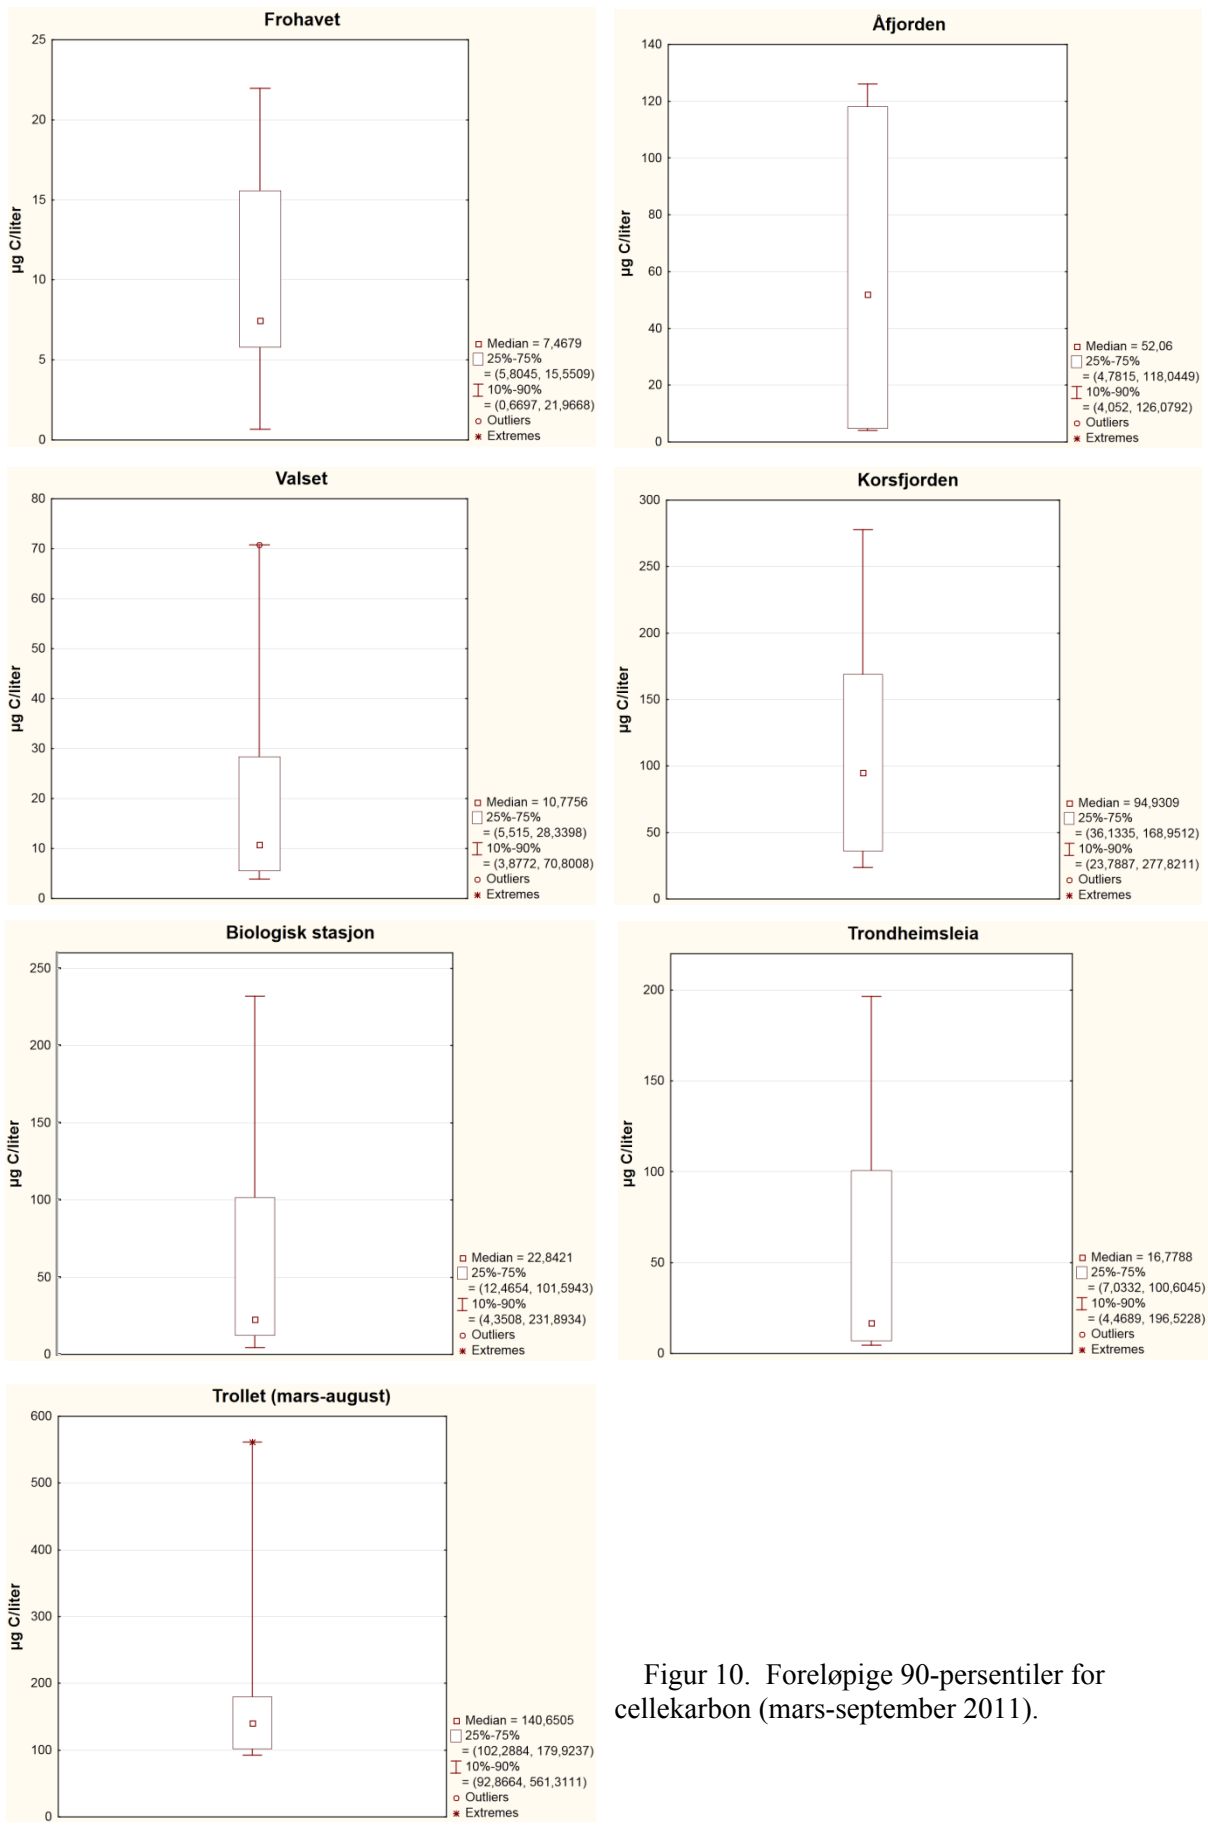 Frohavet
25
20
15
10
5
0
µg C/liter
Median = 7,4679
25%-75%
= (5,8045, 15,5509)
10%-90%
= (0,6697, 21,9668)
Outliers
Extremes
Åfjorden
140
120
100
80
60
40
20
0
µg C/liter
Median = 52,06
25%-75%
= (4,7815, 118,0449)
10%-90%
= (4,052, 126,0792)
Outliers
Extremes
Valset
80
70
60
50
40
30
20
10
0
µg C/liter
Median = 10,7756
25%-75%
= (5,515, 28,3398)
10%-90%
= (3,8772, 70,8008)
Outliers
Extremes
Korsfjorden
300
250
200
150
100
50
0
µg C/liter
Median = 94,9309
25%-75%
= (36,1335, 168,9512)
10%-90%
= (23,7887, 277,8211)
Outliers
Extremes
Biologisk stasjon
250
200
150
100
50
0
µg C/liter
Median = 22,8421
25%-75%
= (12,4654, 101,5943)
10%-90%
= (4,3508, 231,8934)
Outliers
Extremes
Trondheimsleia
200
150
100
50
0
µg C/liter
Median = 16,7788
25%-75%
= (7,0332, 100,6045)
10%-90%
= (4,4689, 196,5228)
Outliers
Extremes
Trollet (mars-august)
600
500
400
300
200
100
0
µg C/liter
Median = 140,6505
25%-75%
= (102,2884, 179,9237)
10%-90%
= (92,8664, 561,3111)
Outliers
Extremes
Figur 10. Foreløpige 90-persentiler for
cellekarbon (mars-september 2011).